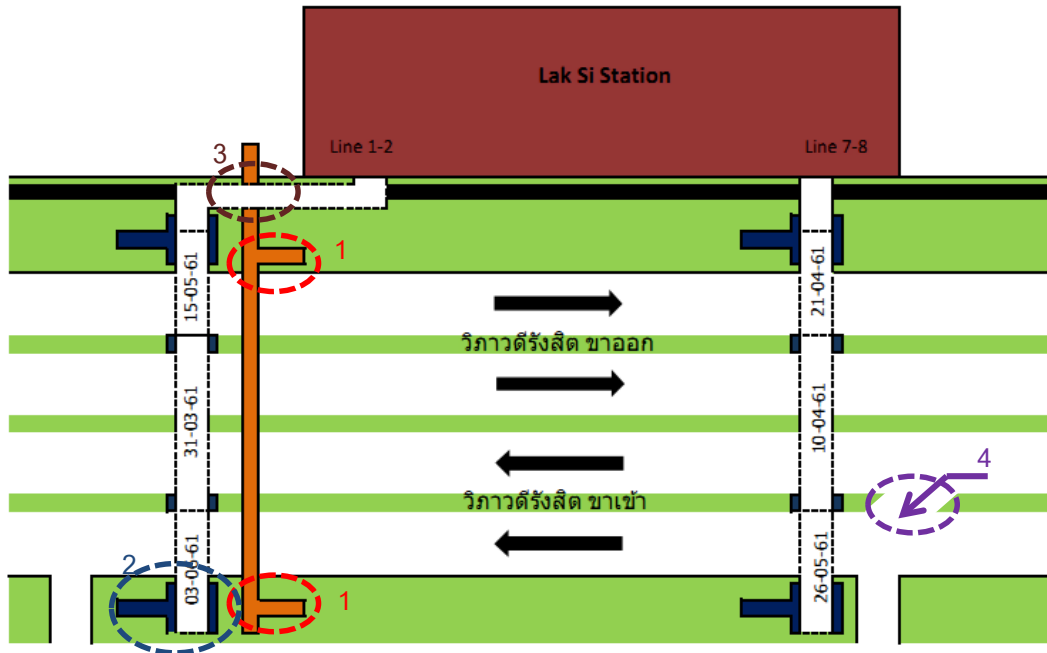 Lak Si Station
Line 1-2
Line 7-8
3
1
15-05-61
21-04-61
วิภาวดีรังสิต ขาออก
31-03-61
10-04-61
4
วิภาวดีรังสิต ขาเข้า
2
03-06-61
26-05-61
1